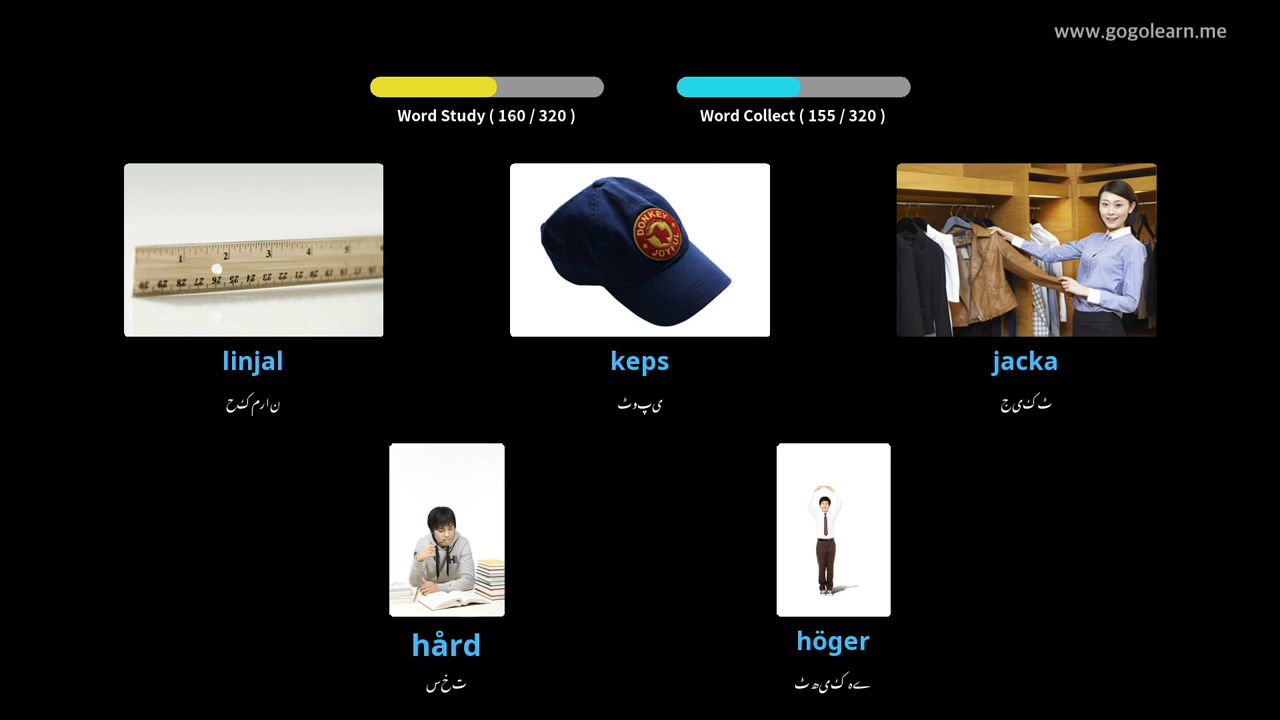 www.gogolearn.me
Word Study ( 160 / 320 )
Word Collect ( 155 / 320 )
linjal
keps
jacka
حکمران
ٹوپی
جیکٹ
hård
höger
سخت
ٹھیک ہے